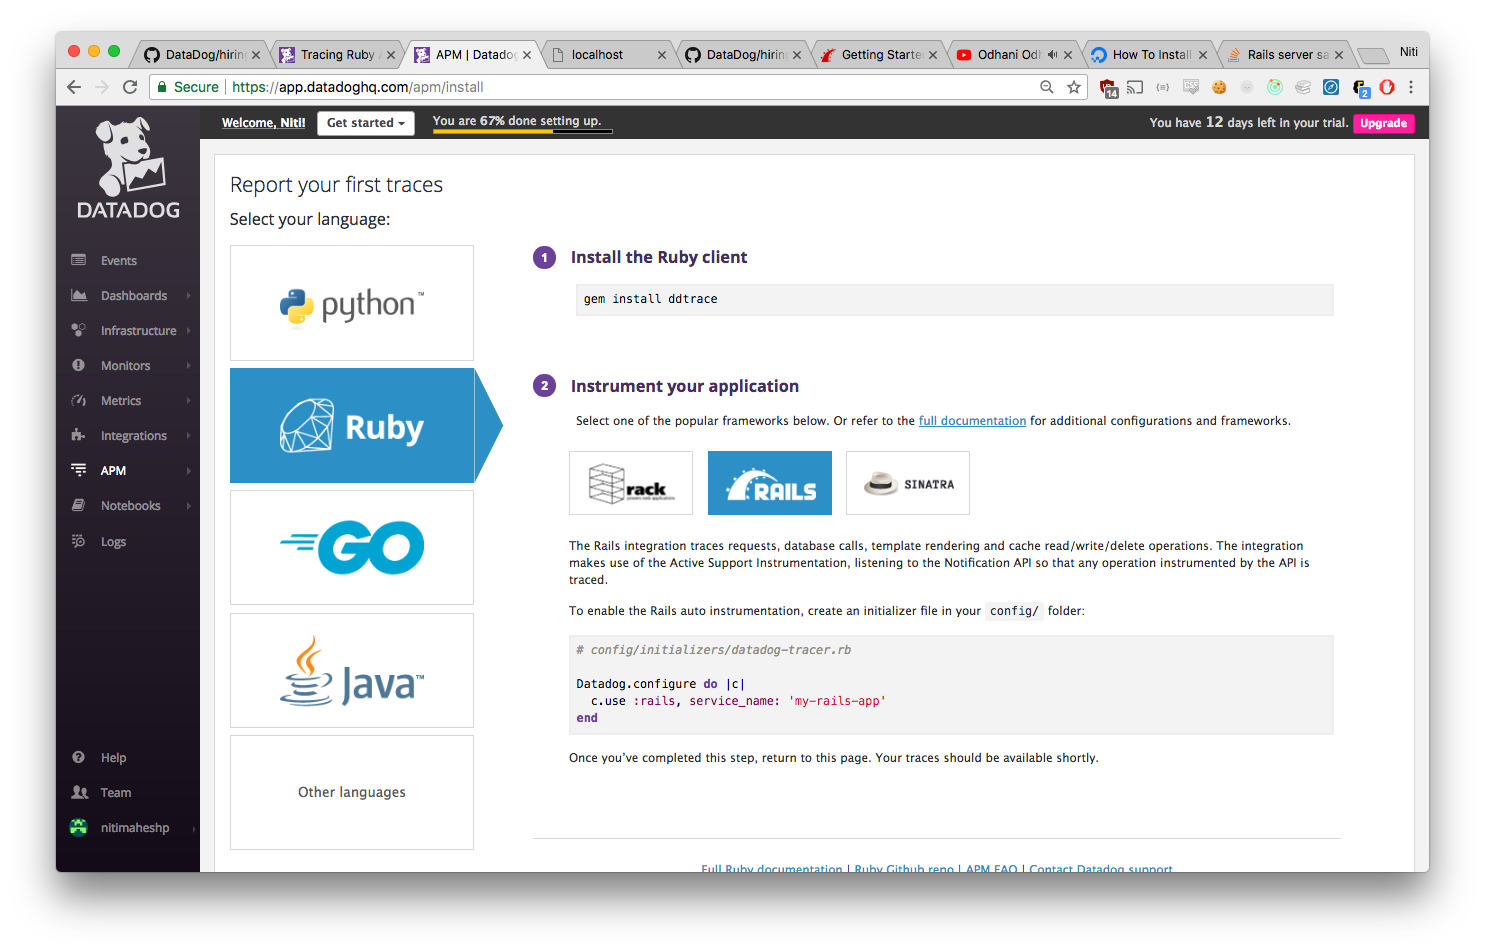 DataDog/hirin
Tracing Ruby
APM | Datadog
localhost
DataDog/hirin
Getting Starte
Odhani Odh
How To Install
Rails server sa
Niti
Secure
https://app.datadoghq.com/apm/install
14
2
Welcome, Niti!
Get started
You are 67% done setting up.
You have 12 days left in your trial.
Upgrade
DATADOG
Events
Dashboards
Infrastructure
Monitors
Metrics
Integrations
APM
Notebooks
Logs
Help
Team
nitimaheshp
Report your first traces
Select your language:
python™
Ruby
GO
Java™
Other languages
1 Install the Ruby client
gem install ddtrace
2 Instrument your application
Select one of the popular frameworks below. Or refer to the full documentation for additional configurations and frameworks.
rack
powers web applications
RAILS
SINATRA
The Rails integration traces requests, database calls, template rendering and cache read/write/delete operations. The integration
makes use of the Active Support Instrumentation, listening to the Notification API so that any operation instrumented by the API is
traced.
To enable the Rails auto instrumentation, create an initializer file in your config/ folder:
# config/initializers/datadog-tracer.rb
Datadog.configure do |c|
c.use :rails, service_name: 'my-rails-app'
end
Once you've completed this step, return to this page. Your traces should be available shortly.
Full Ruby documentation | Ruby Github repo | APM FAQ | Contact Datadog support